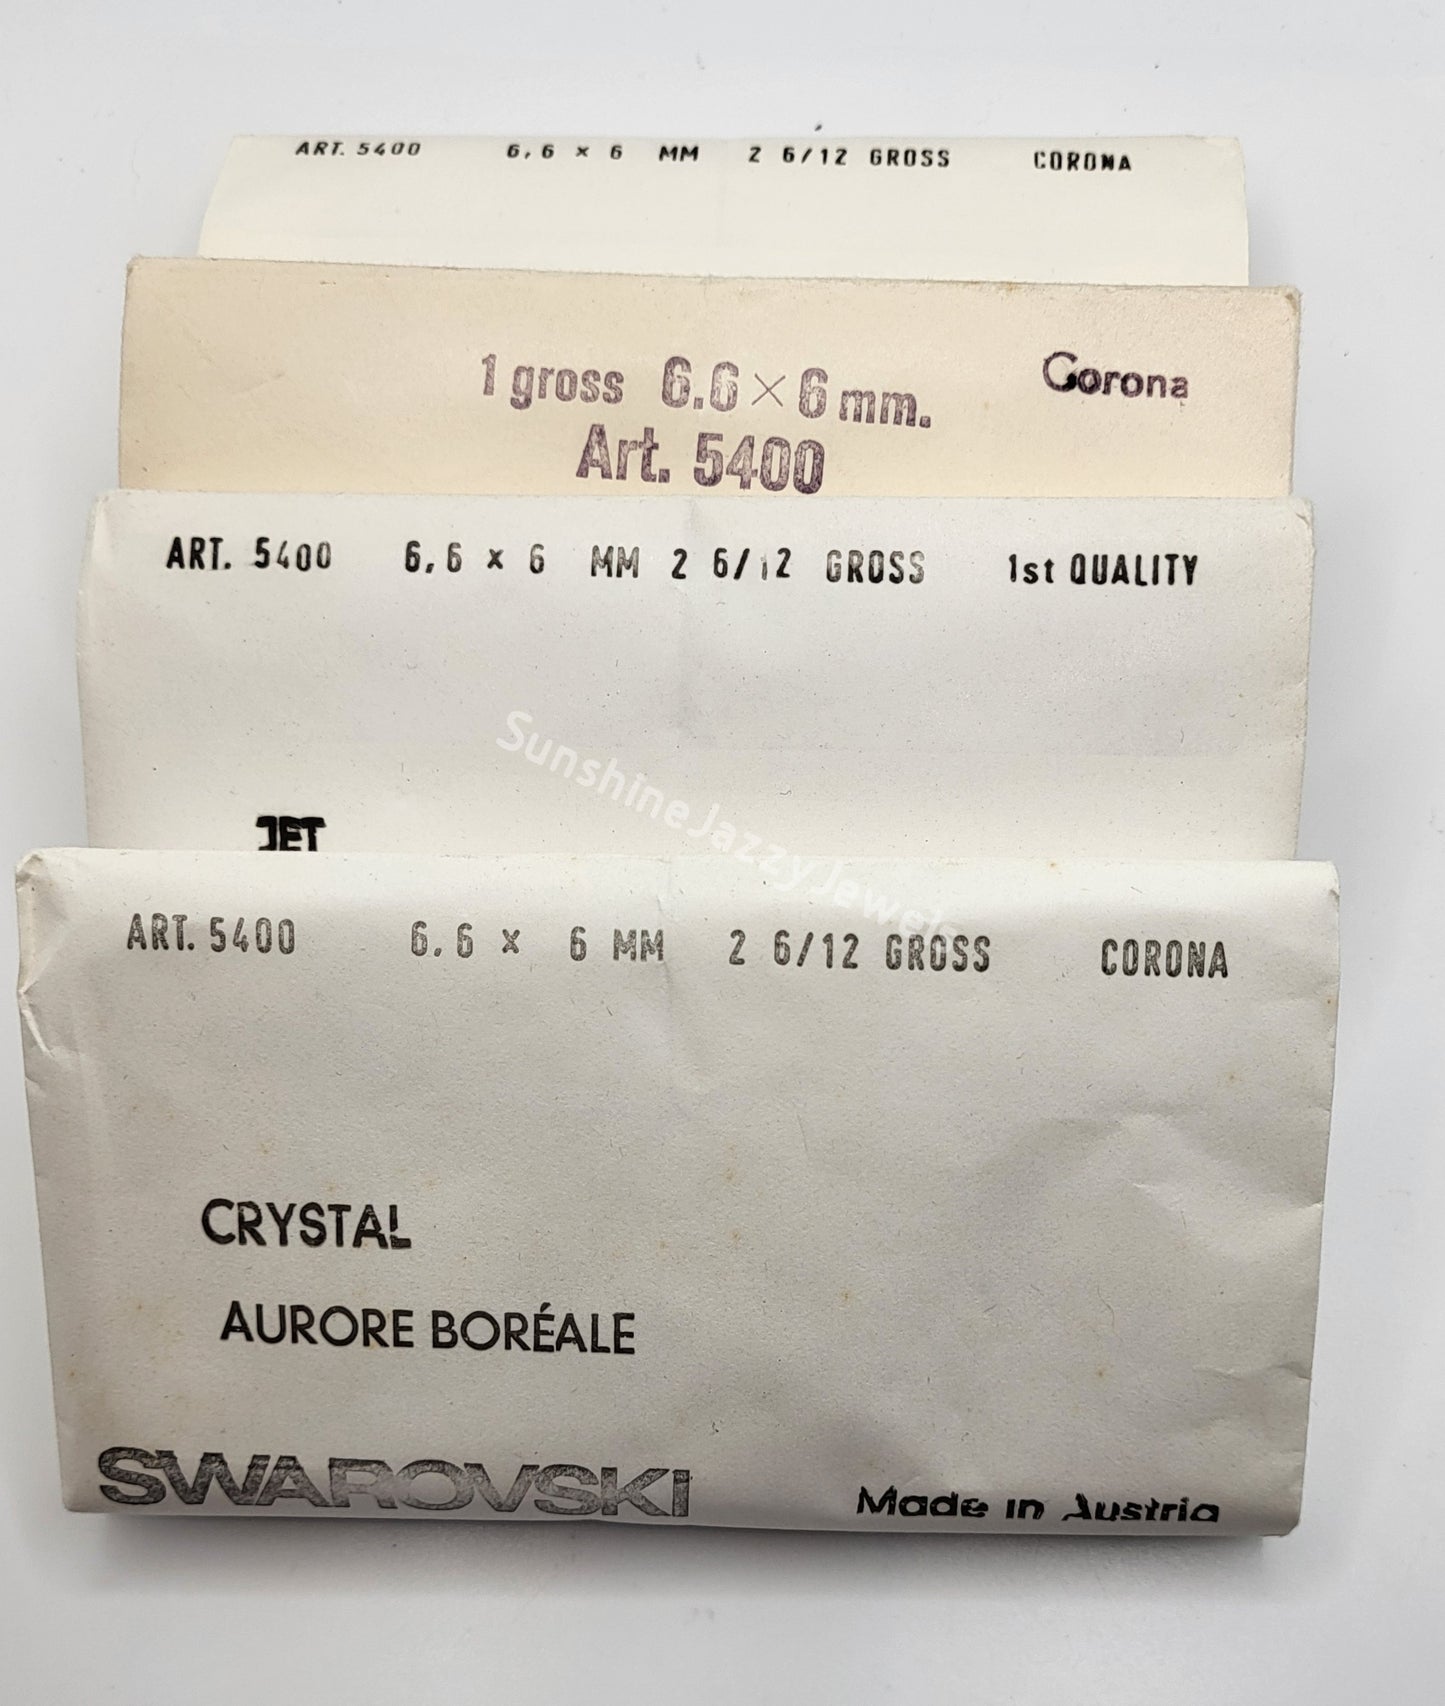 ART. 5400 6,6 × 6 MM 2 6/12 GROSS CORONA
1 gross 6.6 × 6 mm. Corona
Art. 5400
ART. 5400 6,6 × 6 MM 2 6/12 GROSS 1st QUALITY
SunshineJazzyJewels
JET
ART. 5400 6.6 × 6 MM 2 6/12 GROSS CORONA
CRYSTAL
AURORE BORÉALE
SWAROVSKI Made in Austria